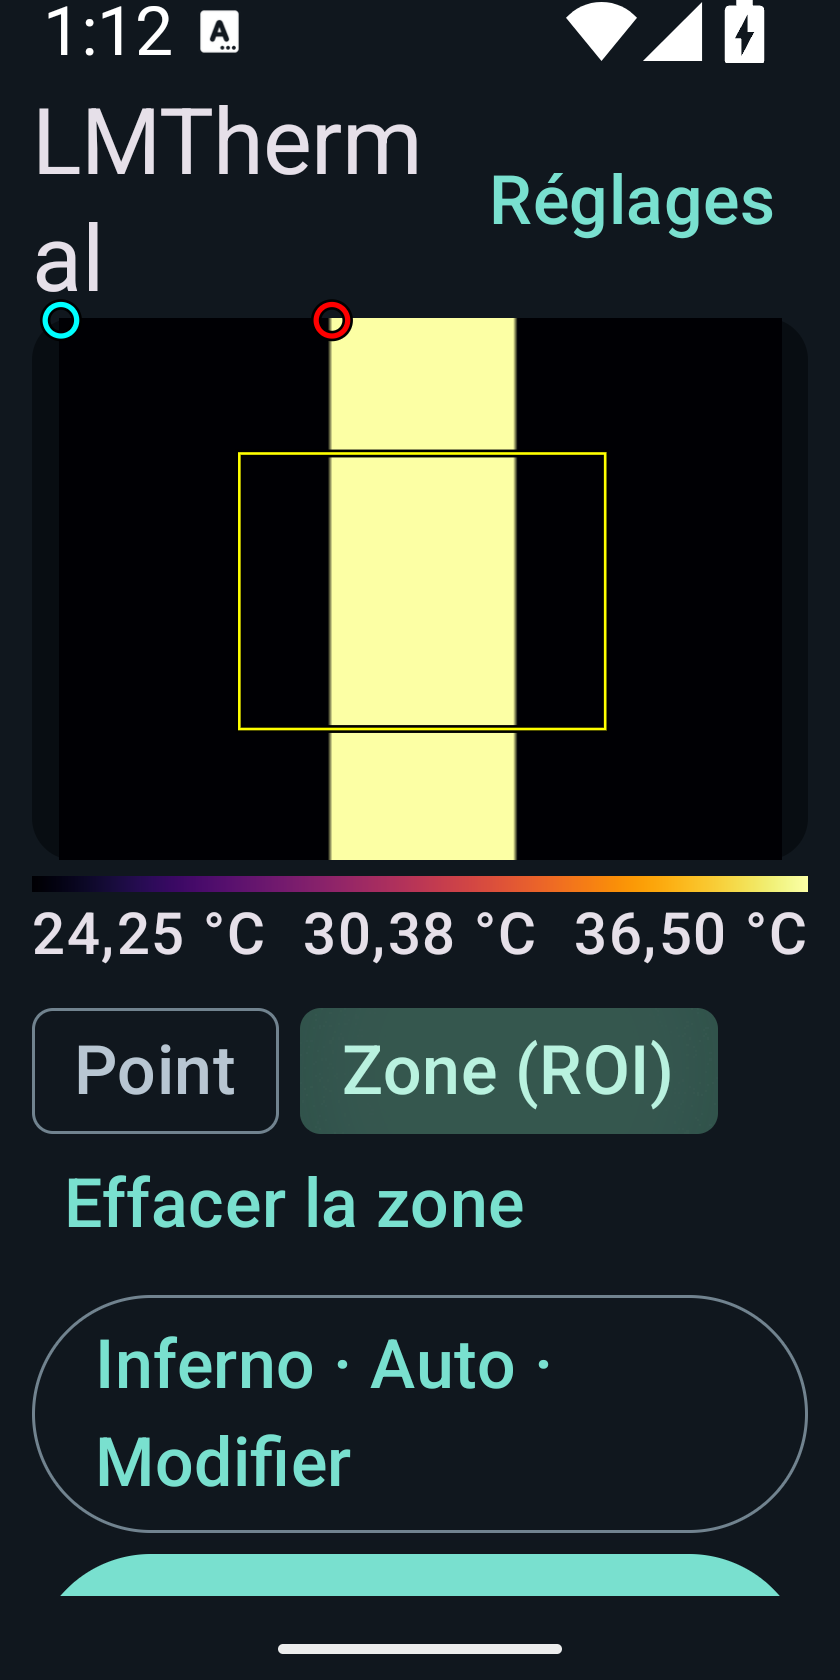 1:12
LMTherm
al
Réglages
24,25 °C 30,38 °C 36,50 °C
Point
Zone (ROI)
Effacer la zone
Inferno · Auto ·
Modifier